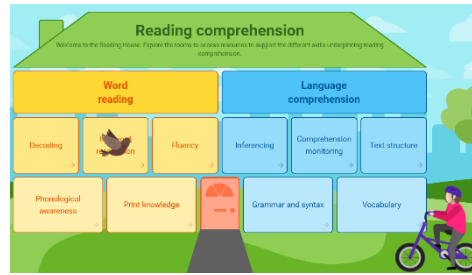 Reading comprehension
Welcome to the Reading House. Explore the rooms to access resources to support the different skills underpinning reading
comprehension.
Word
reading
Language
comprehension
Decoding
Fluency
Inferencing
Comprehension
monitoring
Text structure
Phonological
awareness
Print knowledge
Grammar and syntax
Vocabulary